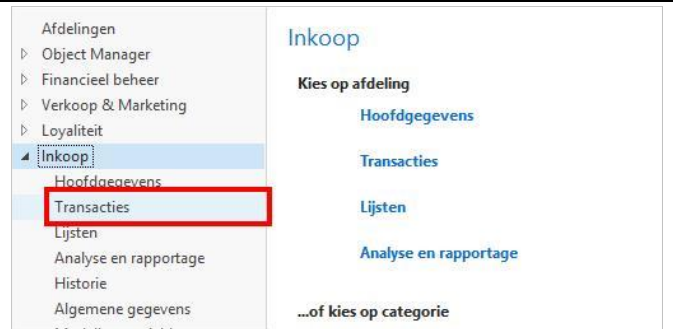 Afdelingen
Object Manager
Financieel beheer
Verkoop & Marketing
Loyaliteit
Inkoop
Hoofdgegevens
Transacties
Lijsten
Analyse en rapportage
Historie
Algemene gegevens
Inkoop
Kies op afdeling
Hoofdgegevens
Transacties
Lijsten
Analyse en rapportage
...of kies op categorie